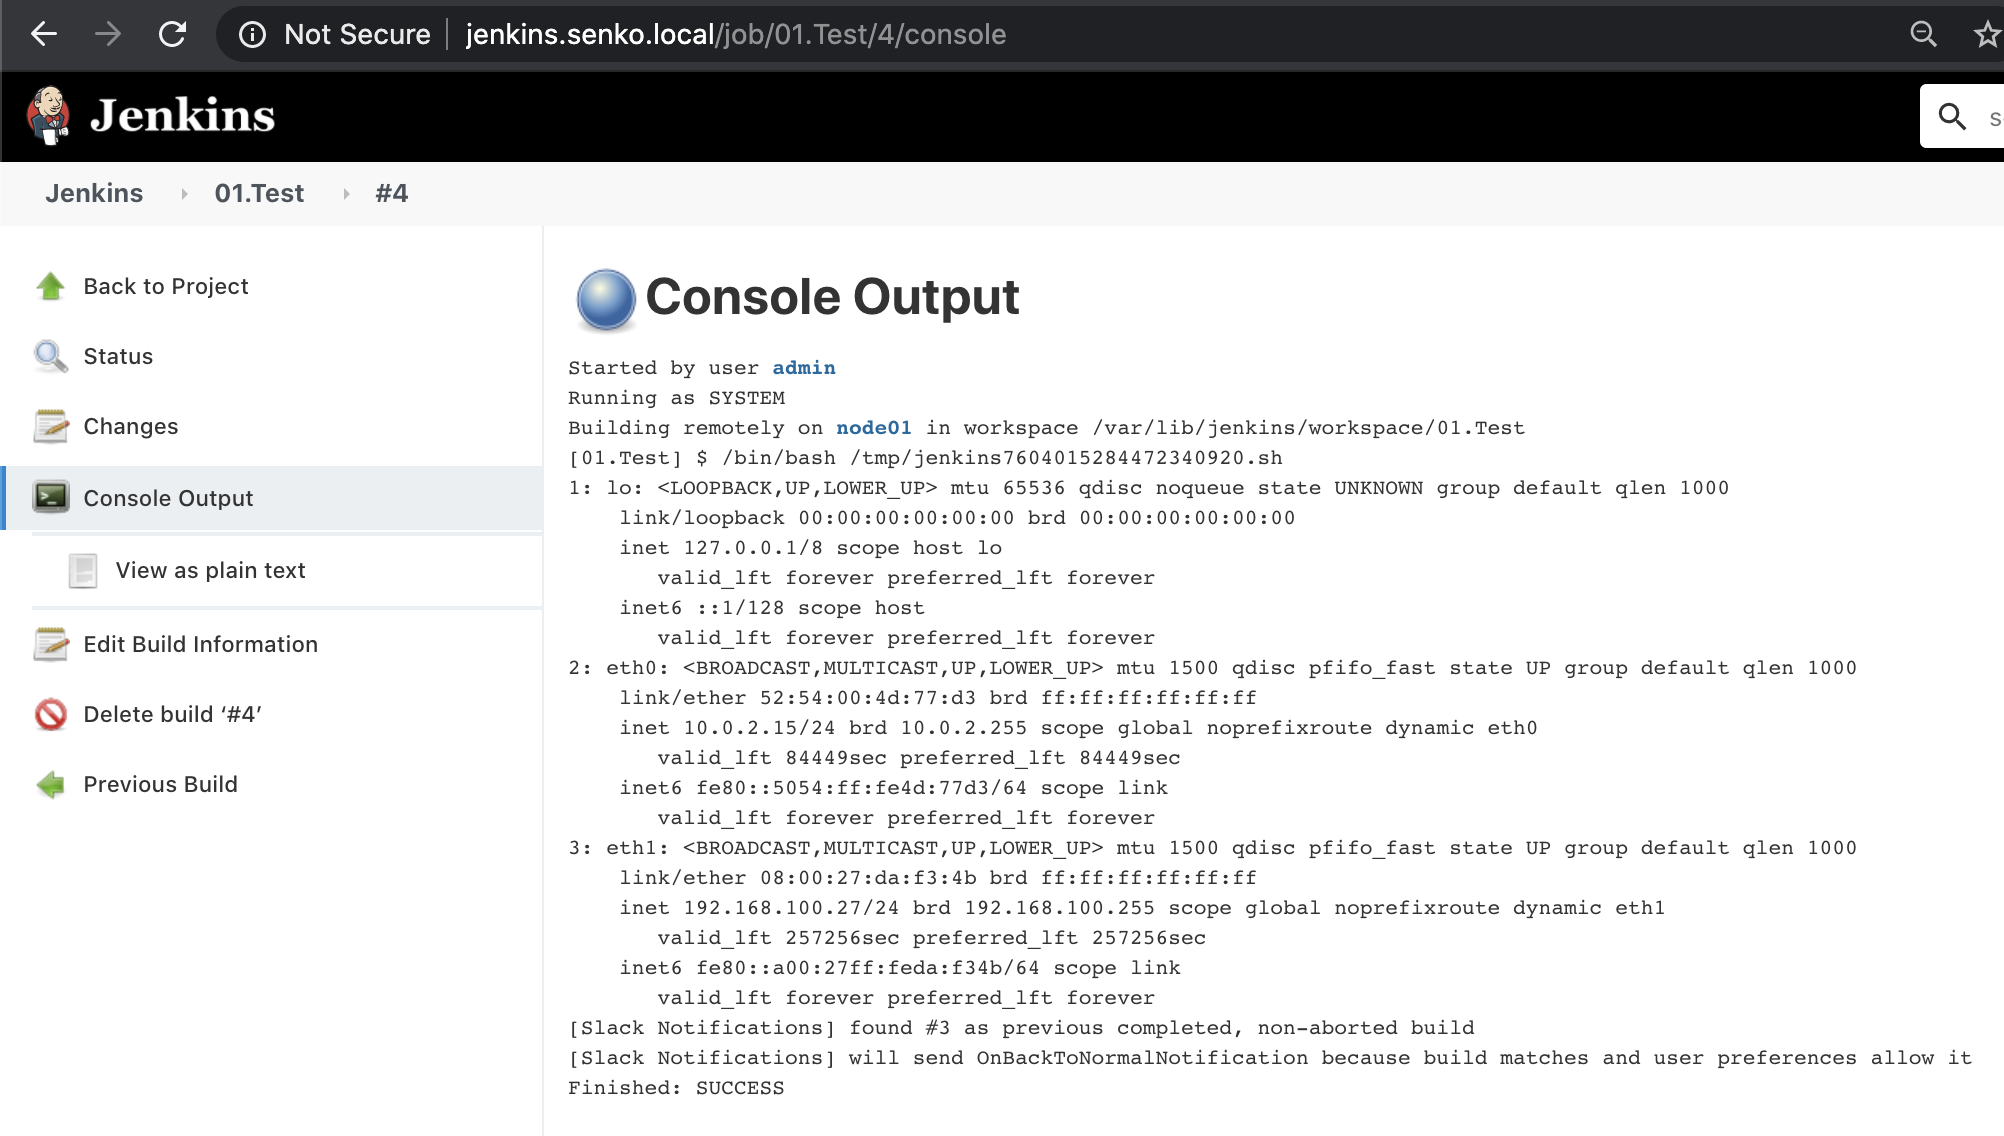 Not Secure jenkins.senko.local/job/01.Test/4/console
Jenkins
Jenkins 01.Test #4
Back to Project
Status
Changes
Console Output
View as plain text
Edit Build Information
Delete build ‘#4’
Previous Build
Console Output
Started by user admin
Running as SYSTEM
Building remotely on node01 in workspace /var/lib/jenkins/workspace/01.Test
[01.Test] $ /bin/bash /tmp/jenkins7604015284472340920.sh
1: lo: <LOOPBACK,UP,LOWER_UP> mtu 65536 qdisc noqueue state UNKNOWN group default qlen 1000
link/loopback 00:00:00:00:00:00 brd 00:00:00:00:00:00
inet 127.0.0.1/8 scope host lo
valid_lft forever preferred_lft forever
inet6 ::1/128 scope host
valid_lft forever preferred_lft forever
2: eth0: <BROADCAST,MULTICAST,UP,LOWER_UP> mtu 1500 qdisc pfifo_fast state UP group default qlen 1000
link/ether 52:54:00:4d:77:d3 brd ff:ff:ff:ff:ff:ff
inet 10.0.2.15/24 brd 10.0.2.255 scope global noprefixroute dynamic eth0
valid_lft 84449sec preferred_lft 84449sec
inet6 fe80::5054:ff:fe4d:77d3/64 scope link
valid_lft forever preferred_lft forever
3: eth1: <BROADCAST,MULTICAST,UP,LOWER_UP> mtu 1500 qdisc pfifo_fast state UP group default qlen 1000
link/ether 08:00:27:da:f3:4b brd ff:ff:ff:ff:ff:ff
inet 192.168.100.27/24 brd 192.168.100.255 scope global noprefixroute dynamic eth1
valid_lft 257256sec preferred_lft 257256sec
inet6 fe80::a00:27ff:feda:f34b/64 scope link
valid_lft forever preferred_lft forever
[Slack Notifications] found #3 as previous completed, non-aborted build
[Slack Notifications] will send OnBackToNormalNotification because build matches and user preferences allow it
Finished: SUCCESS